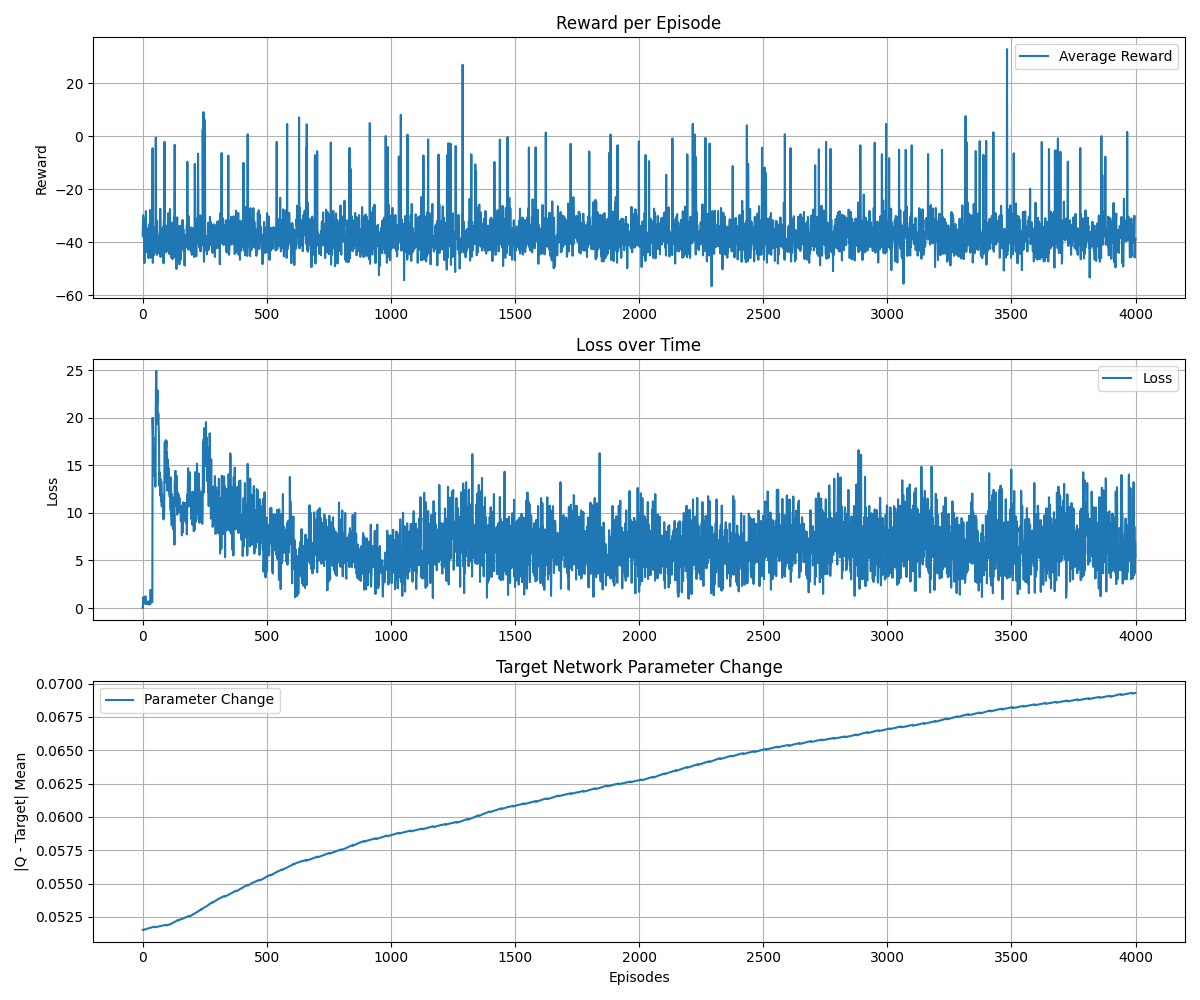 Reward per Episode
Average Reward
Reward
20
0
−20
−40
−60
0 500 1000 1500 2000 2500 3000 3500 4000
Loss over Time
Loss
Loss
25
20
15
10
5
0
0 500 1000 1500 2000 2500 3000 3500 4000
Target Network Parameter Change
Parameter Change
|Q - Target| Mean
0.0700
0.0675
0.0650
0.0625
0.0600
0.0575
0.0550
0.0525
0 500 1000 1500 2000 2500 3000 3500 4000
Episodes